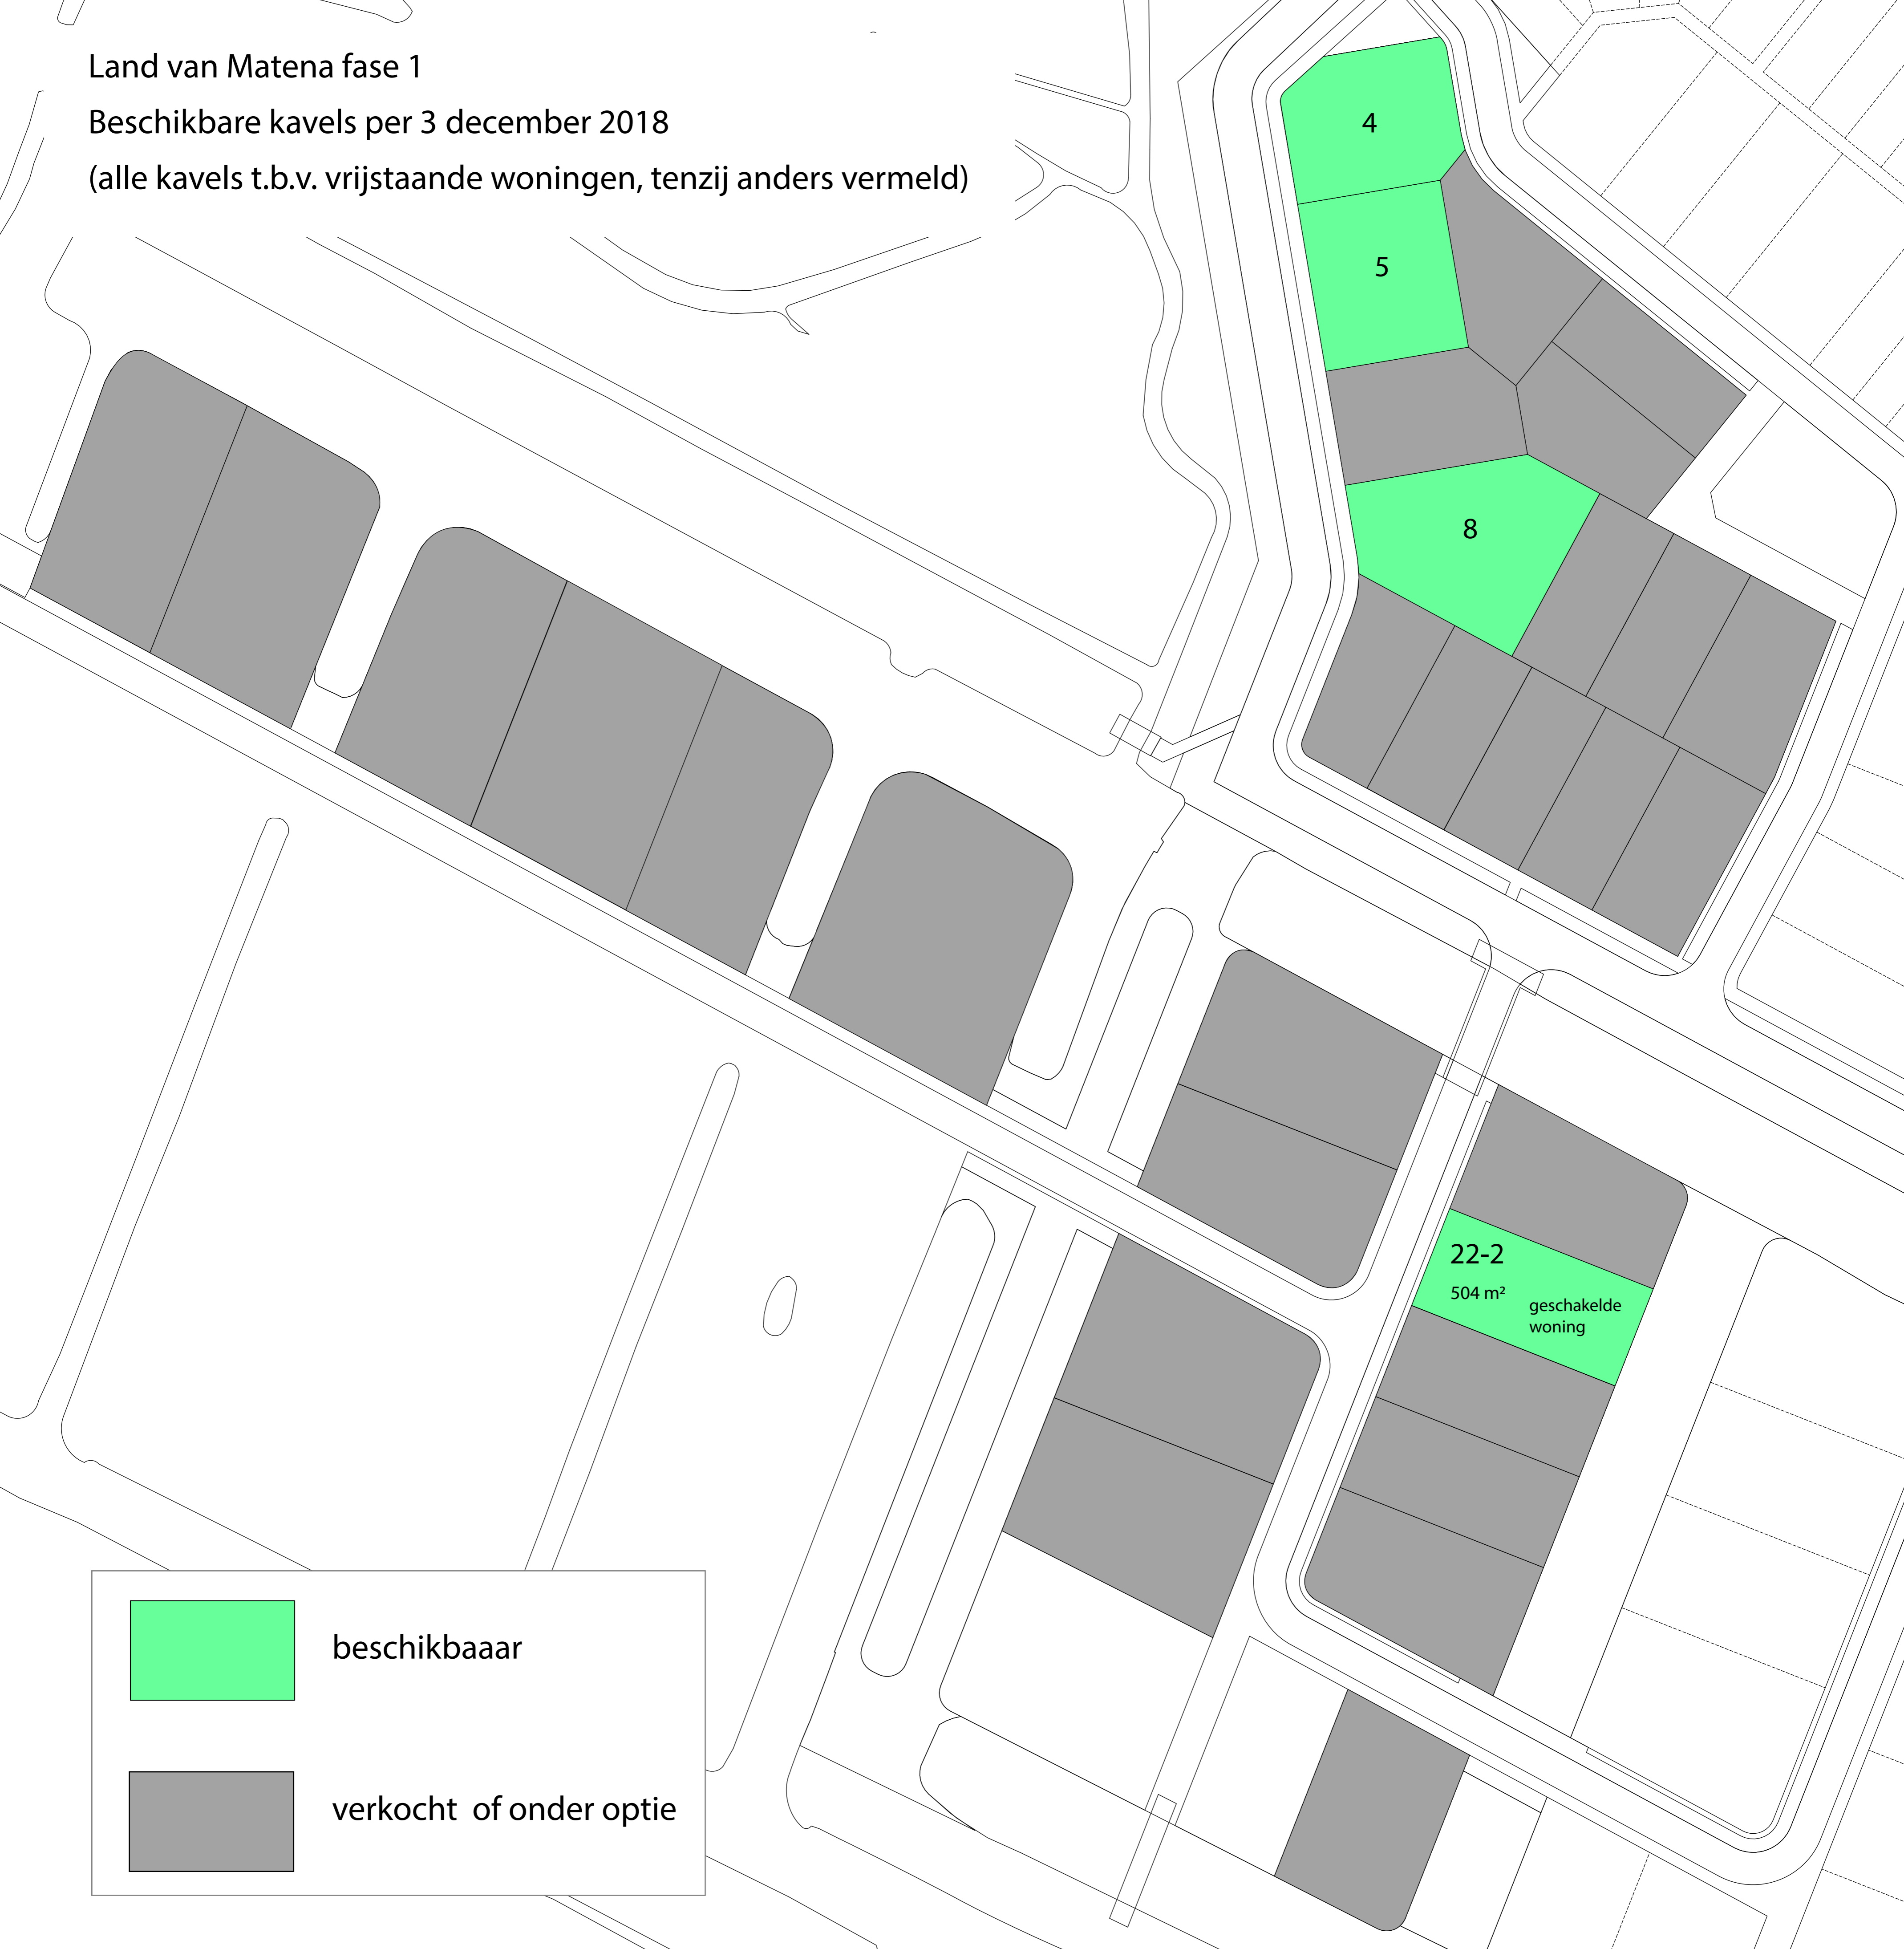 Land van Matena fase 1
Beschikbare kavels per 3 december 2018
(alle kavels t.b.v. vrijstaande woningen, tenzij anders vermeld)
4
5
8
22-2
504 m²
geschakelde
woning
beschikbaaar
verkocht  of onder optie